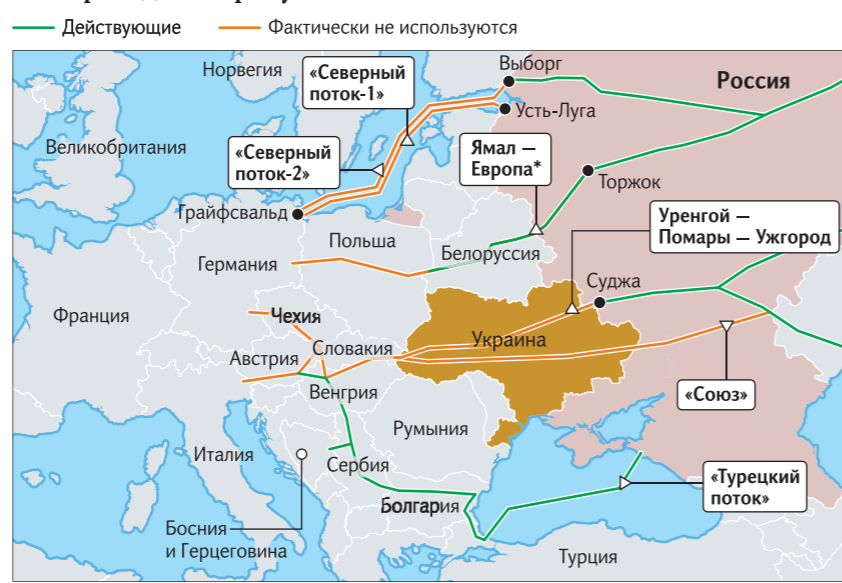 Действующие
Фактически не используются
Норвегия
«Северный
поток-1»
Выборг
Россия
Усть-Луга
Великобритания
«Северный
поток-2»
Ямал —
Европа*
Торжок
Грайфсвальд
Уренгой —
Помары — Ужгород
Польша
Белоруссия
Германия
Суджа
Франция
Чехия
Украина
Словакия
Австрия
Венгрия
«Союз»
Румыния
Италия
Сербия
«Турецкий
поток»
Болгария
Босния
и Герцеговина
Турция